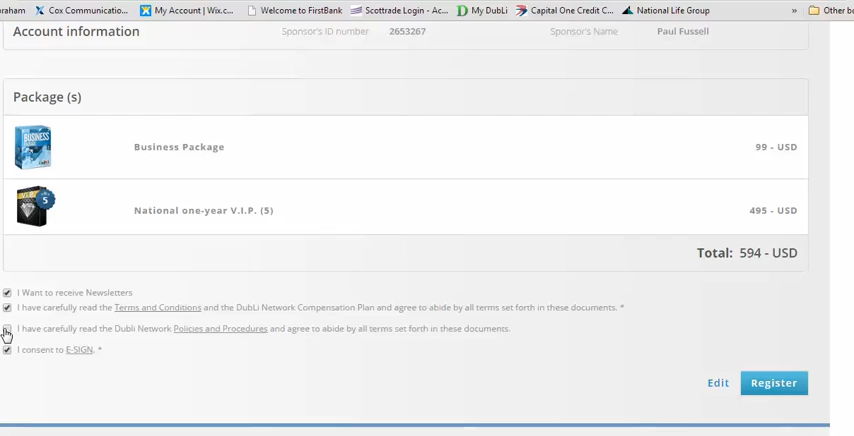 raham Cox Communicatio... My Account | Wix.c... Welcome to FirstBank Scottrade Login - Ac... My DubLi Capital One Credit C... National Life Group » Other bo
Account information Sponsor's ID number 2653267 Sponsor's Name Paul Fussell
Package (s)
Business Package 99 - USD
5
National one-year V.I.P. (5) 495 - USD
Total: 594 - USD
I Want to receive Newsletters
I have carefully read the Terms and Conditions and the DubLi Network Compensation Plan and agree to abide by all terms set forth in these documents. *
I have carefully read the Dubli Network Policies and Procedures and agree to abide by all terms set forth in these documents.
I consent to E-SIGN. *
Edit Register